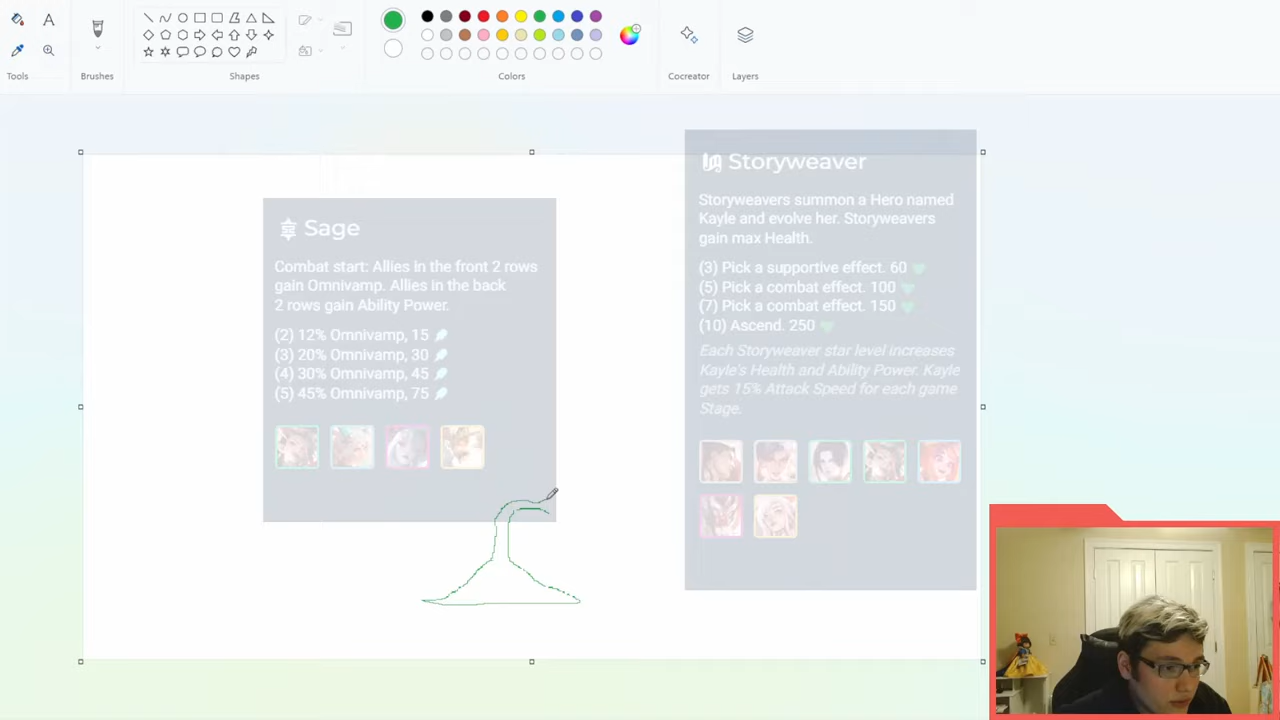 Tools
Brushes
Shapes
Colors
Cocreator
Layers
Sage
Combat start: Allies in the front 2 rows
gain Omnivamp. Allies in the back
2 rows gain Ability Power.
(2) 12% Omnivamp, 15
(3) 20% Omnivamp, 30
(4) 30% Omnivamp, 45
(5) 45% Omnivamp, 75
Storyweaver
Storyweavers summon a Hero named
Kayle and evolve her. Storyweavers
gain max Health.
(3) Pick a supportive effect. 60
(5) Pick a combat effect. 100
(7) Pick a combat effect. 150
(10) Ascend. 250
Each Storyweaver star level increases
Kayle's Health and Ability Power. Kayle
gets 15% Attack Speed for each game
Stage.